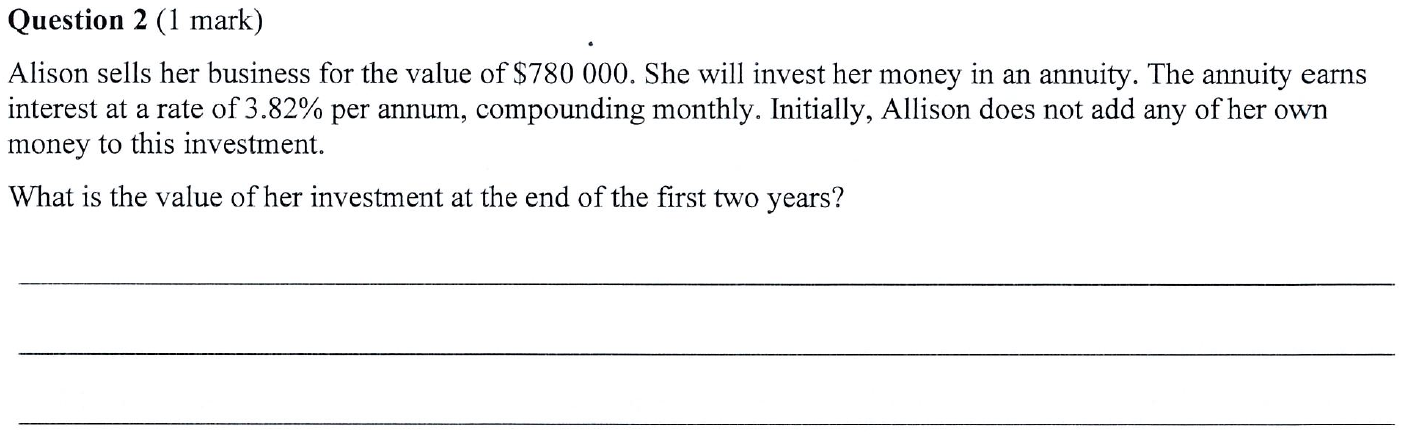 Question 2 (1 mark)
Alison sells her business for the value of $780 000. She will invest her money in an annuity. The annuity earns
interest at a rate of 3.82% per annum, compounding monthly. Initially, Allison does not add any of her own
money to this investment.
What is the value of her investment at the end of the first two years?